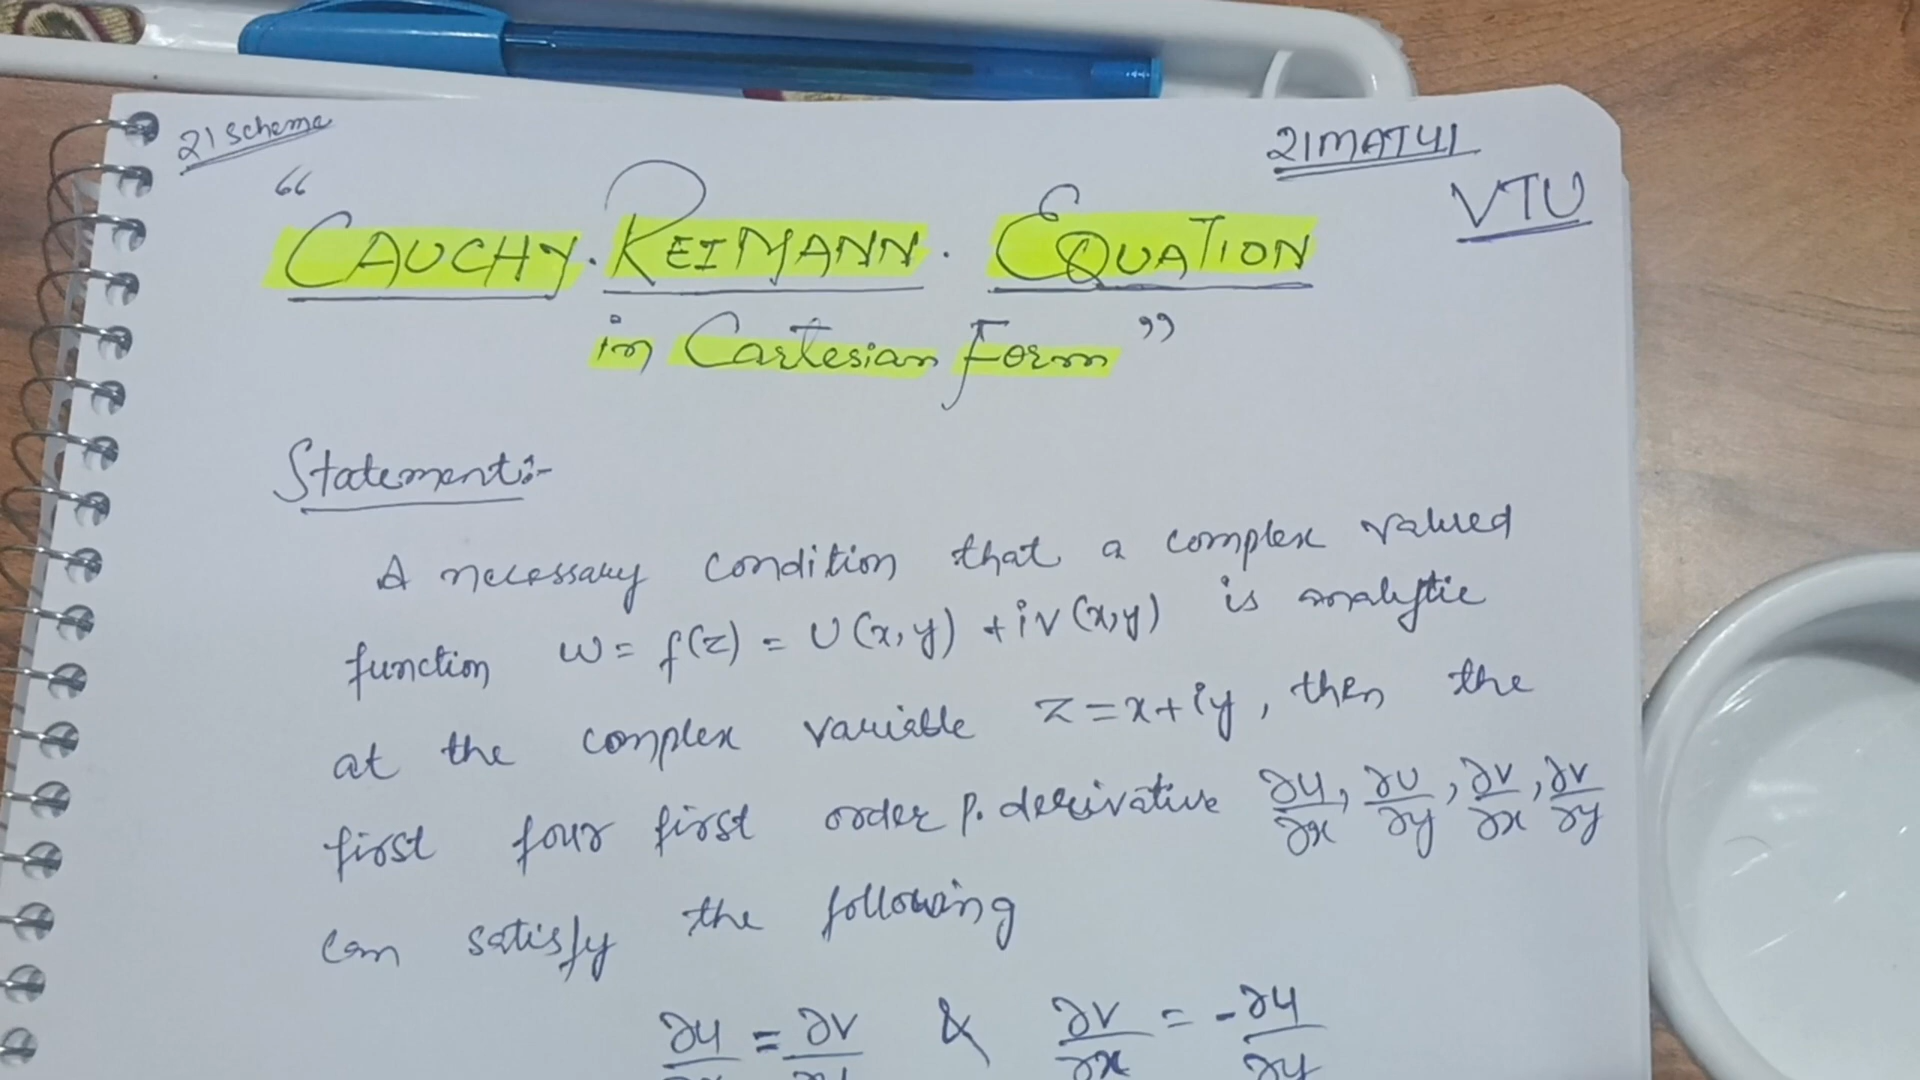 21 Scheme
21MAT41
VTU
“CAUCHY. REIMANN. EQUATION
in Cartesian Form”
Statement:-
A necessary condition that a complex valued
function w = f(z) = U(x, y) + iv(x,y) is analytic
at the complex variable z = x + iy, then the
first four first order p. derivative ∂u/∂x, ∂u/∂y, ∂v/∂x, ∂v/∂y
can satisfy the following
∂u/∂x = ∂v/∂y & ∂v/∂x = -∂u/∂y